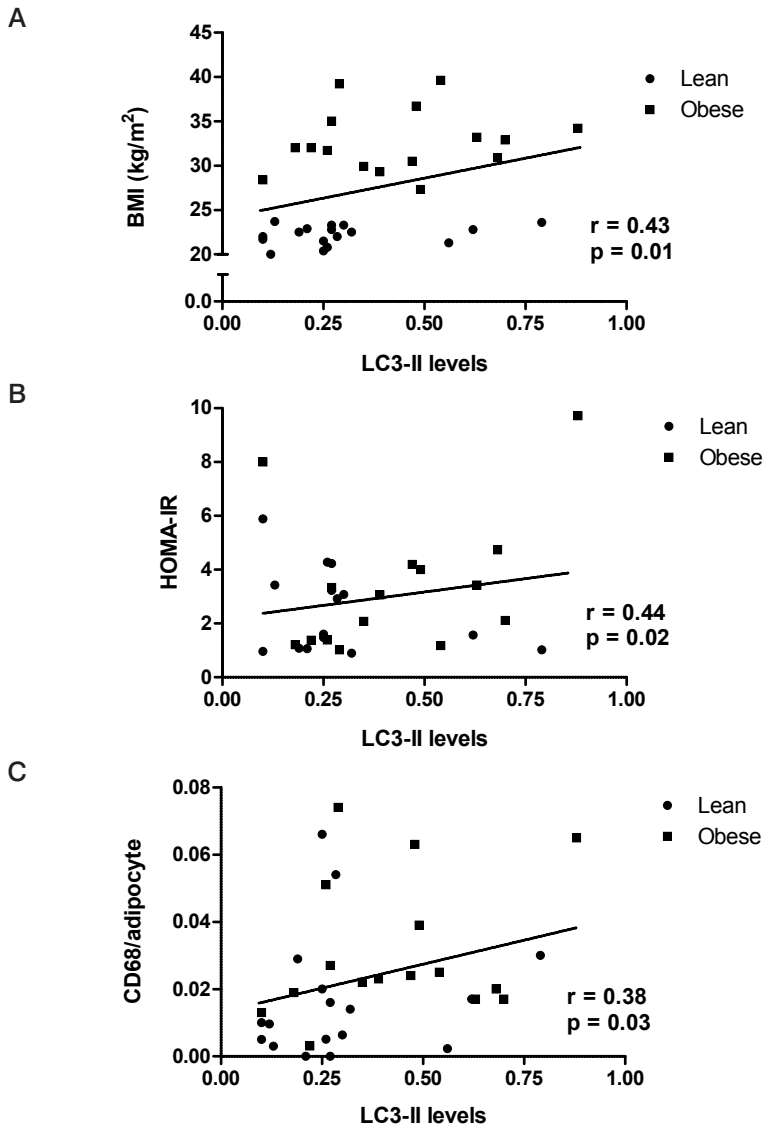 A
45
40
35
30
25
20
0.0
BMI (kg/m²)
Lean
Obese
r = 0.43
p = 0.01
0.00 0.25 0.50 0.75 1.00
LC3-II levels
B
10
8
6
4
2
0
HOMA-IR
Lean
Obese
r = 0.44
p = 0.02
0.00 0.25 0.50 0.75 1.00
LC3-II levels
C
0.08
0.06
0.04
0.02
0.00
CD68/adipocyte
Lean
Obese
r = 0.38
p = 0.03
0.00 0.25 0.50 0.75 1.00
LC3-II levels